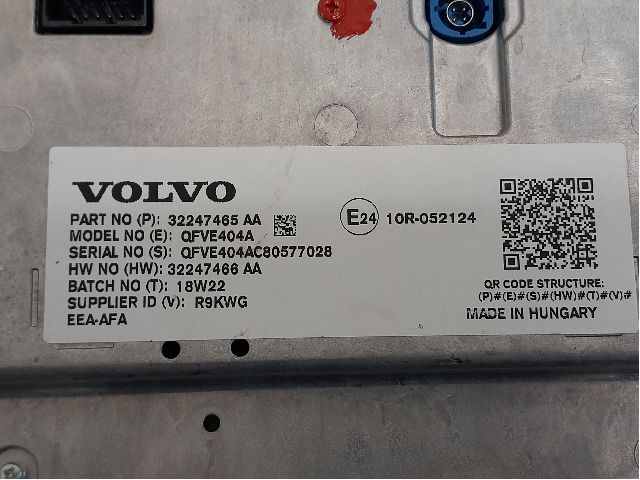 VOLVO
PART NO (P): 32247465 AA
MODEL NO (E): QFVE404A
SERIAL NO (S): QFVE404AC80577028
HW NO (HW): 32247466 AA
BATCH NO (T): 18W22
SUPPLIER ID (V): R9KWG
EEA-AFA
E24 10R-052124
QR CODE STRUCTURE:
(P)#(E)#(S)#(HW)#(T)#(V)#
MADE IN HUNGARY